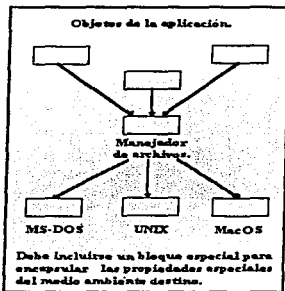 Objetos de la aplicación.
Manejador
de archivos.
MS-DOS UNIX MacOS
Debe incluirse un bloque especial para
encapsular las propiedades especiales
del medio ambiente destino.